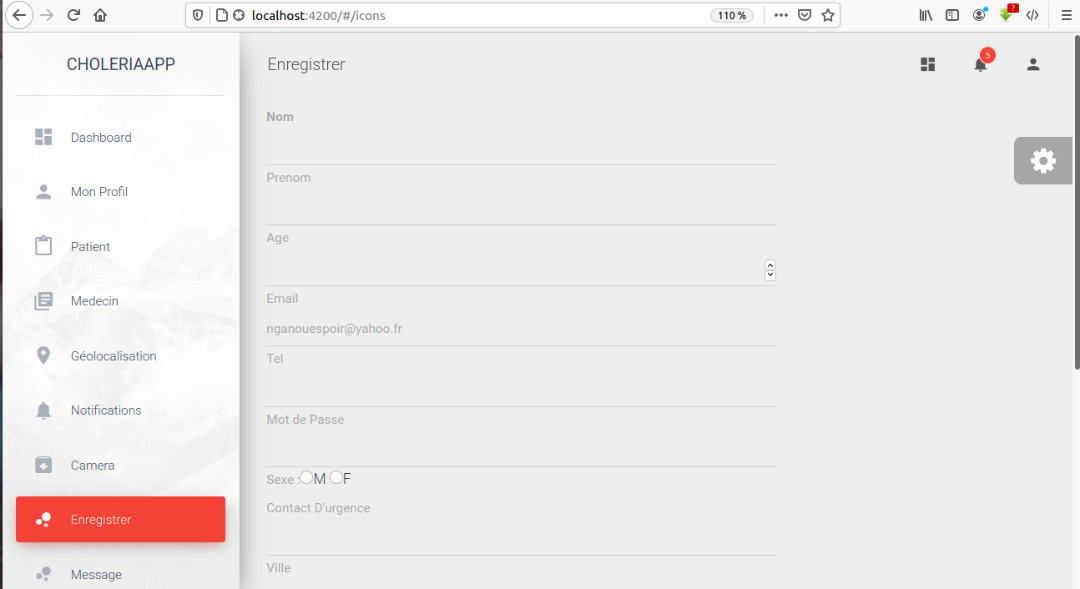 localhost:4200/#/icons
110 %
?
CHOLERIAAPP
Enregistrer
5
Dashboard
Mon Profil
Patient
Medecin
Géolocalisation
Notifications
Camera
Enregistrer
Message
Nom
Prenom
Age
Email
nganouespoir@yahoo.fr
Tel
Mot de Passe
Sexe : M F
Contact D'urgence
Ville